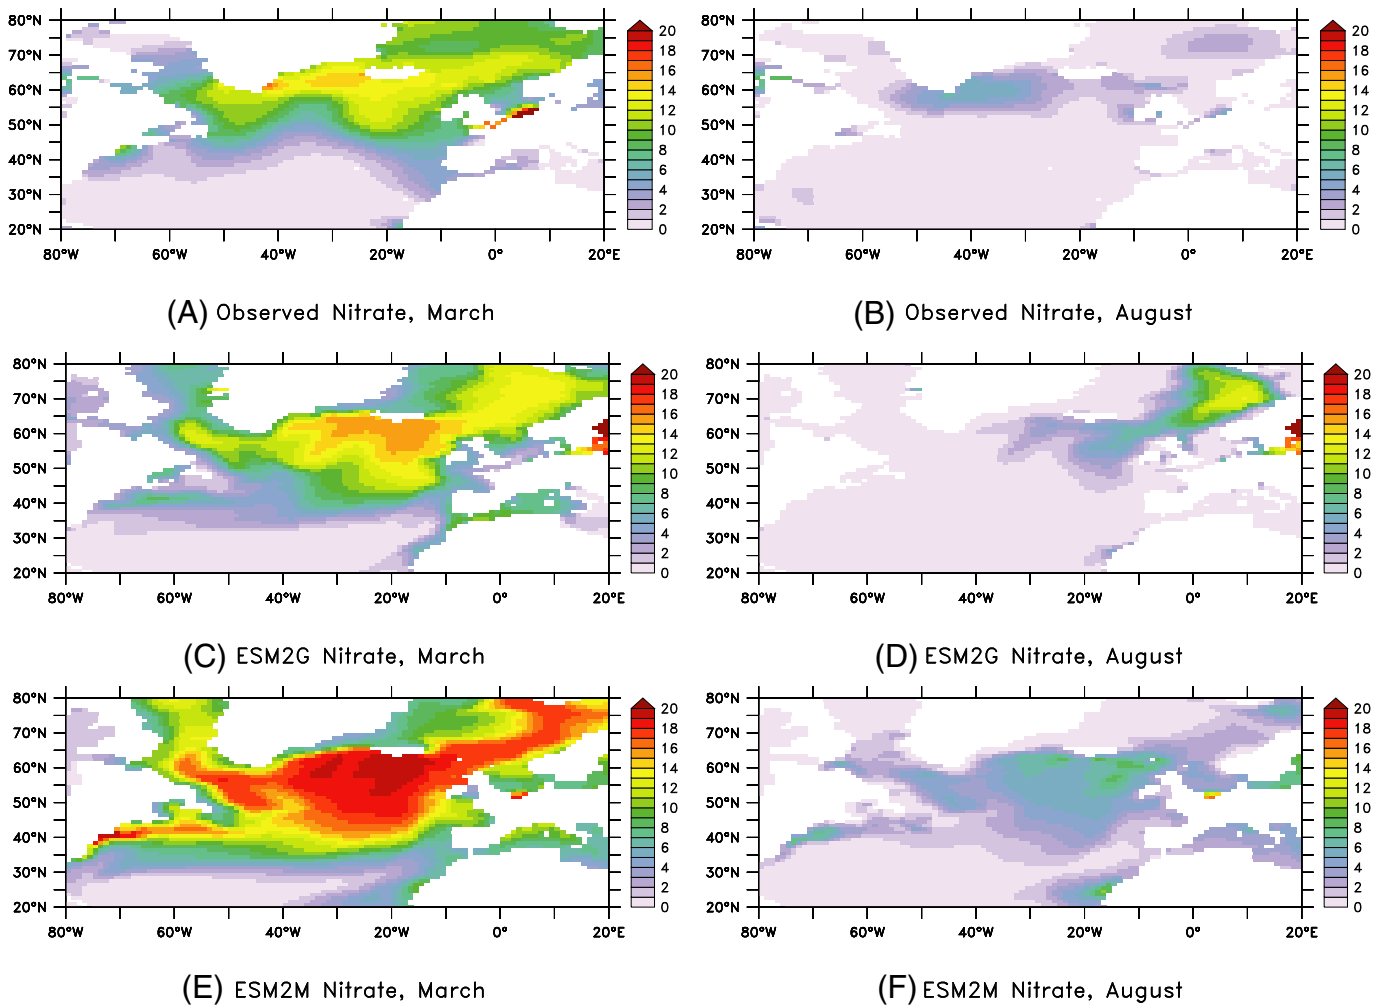 80°N
70°N
60°N
50°N
40°N
30°N
20°N
80°W 60°W 40°W 20°W 0° 20°E
20
18
16
14
12
10
8
6
4
2
0
(A) Observed Nitrate, March
80°N
70°N
60°N
50°N
40°N
30°N
20°N
80°W 60°W 40°W 20°W 0° 20°E
20
18
16
14
12
10
8
6
4
2
0
(B) Observed Nitrate, August
80°N
70°N
60°N
50°N
40°N
30°N
20°N
80°W 60°W 40°W 20°W 0° 20°E
20
18
16
14
12
10
8
6
4
2
0
(C) ESM2G Nitrate, March
80°N
70°N
60°N
50°N
40°N
30°N
20°N
80°W 60°W 40°W 20°W 0° 20°E
20
18
16
14
12
10
8
6
4
2
0
(D) ESM2G Nitrate, August
80°N
70°N
60°N
50°N
40°N
30°N
20°N
80°W 60°W 40°W 20°W 0° 20°E
20
18
16
14
12
10
8
6
4
2
0
(E) ESM2M Nitrate, March
80°N
70°N
60°N
50°N
40°N
30°N
20°N
80°W 60°W 40°W 20°W 0° 20°E
20
18
16
14
12
10
8
6
4
2
0
(F) ESM2M Nitrate, August